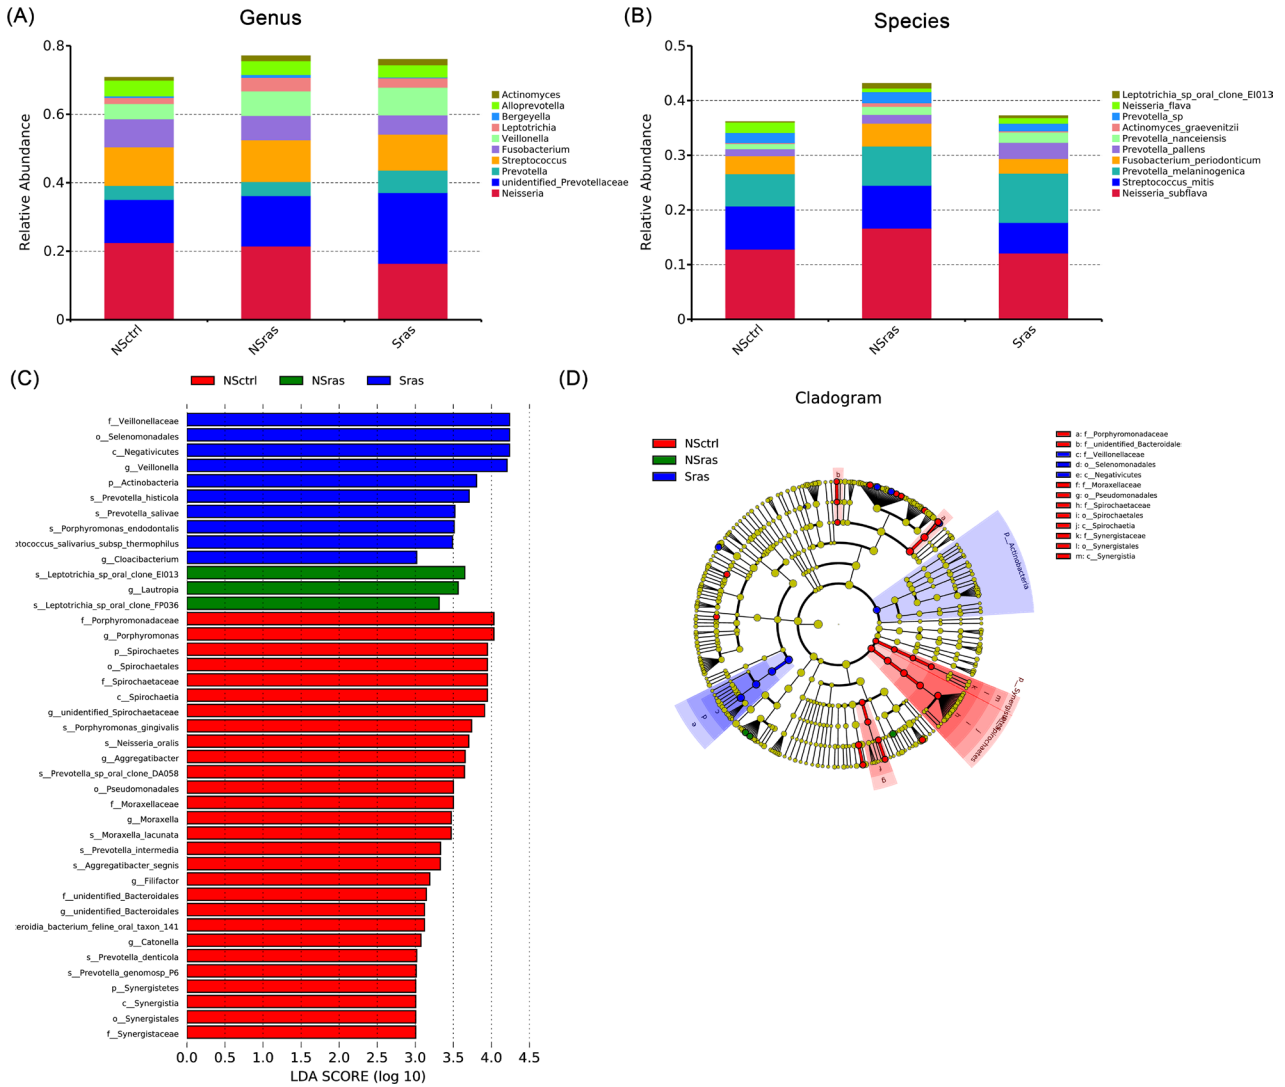 (A)
Genus
0.8
0.6
0.4
0.2
0
Relative Abundance
NSctrl
NSras
Sras
Actinomyces
Alloprevotella
Bergeyella
Leptotrichia
Veillonella
Fusobacterium
Streptococcus
Prevotella
unidentified_Prevotellaceae
Neisseria
(B)
Species
0.5
0.4
0.3
0.2
0.1
0
Relative Abundance
NSctrl
NSras
Sras
Leptotrichia_sp_oral_clone_EI013
Neisseria_flava
Prevotella_sp
Actinomyces_graevenitzii
Prevotella_nanceiensis
Prevotella_pallens
Fusobacterium_periodonticum
Prevotella_melaninogenica
Streptococcus_mitis
Neisseria_subflava
(C)
NSctrl
NSras
Sras
f__Veillonellaceae
o__Selenomonadales
c__Negativicutes
g__Veillonella
p__Actinobacteria
s__Prevotella_histicola
s__Prevotella_salivae
s__Porphyromonas_endodontalis
ptococcus_salivarius_subsp_thermophilus
g__Cloacibacterium
s__Leptotrichia_sp_oral_clone_EI013
g__Lautropia
s__Leptotrichia_sp_oral_clone_FP036
f__Porphyromonadaceae
g__Porphyromonas
p__Spirochaetes
o__Spirochaetales
f__Spirochaetaceae
c__Spirochaetia
g__unidentified_Spirochaetaceae
s__Porphyromonas_gingivalis
s__Neisseria_oralis
g__Aggregatibacter
s__Prevotella_sp_oral_clone_DA058
o__Pseudomonadales
f__Moraxellaceae
g__Moraxella
s__Moraxella_lacunata
s__Prevotella_intermedia
s__Aggregatibacter_segnis
g__Filifactor
f__unidentified_Bacteroidales
g__unidentified_Bacteroidales
teroidia_bacterium_feline_oral_taxon_141
g__Catonella
s__Prevotella_denticola
s__Prevotella_genomosp_P6
p__Synergistetes
c__Synergistia
o__Synergistales
f__Synergistaceae
0.0 0.5 1.0 1.5 2.0 2.5 3.0 3.5 4.0 4.5
LDA SCORE (log 10)
(D)
Cladogram
NSctrl
NSras
Sras
a: f__Porphyromonadaceae
b: f__unidentified_Bacteroidale
c: f__Veillonellaceae
d: o__Selenomonadales
e: c__Negativicutes
f: f__Moraxellaceae
g: o__Pseudomonadales
h: f__Spirochaetaceae
i: o__Spirochaetales
j: c__Spirochaetia
k: f__Synergistaceae
l: o__Synergistales
m: c__Synergistia
b
a
p__Actinobacteria
k
l
m
h
i
j
c
d
e
f
g